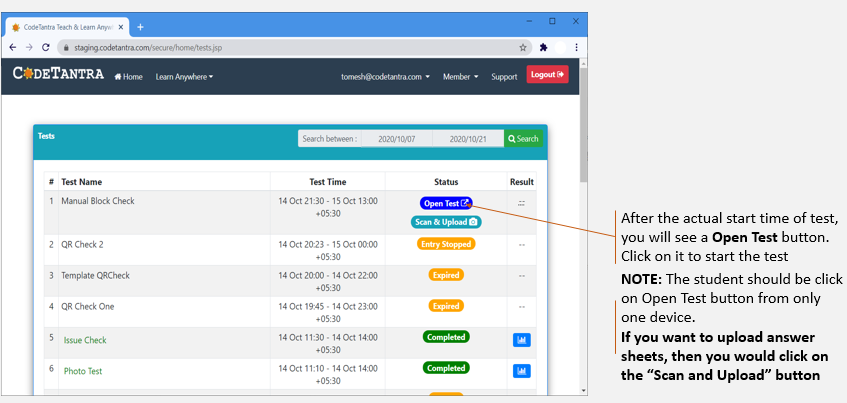 CodeTantra Teach & Learn Anywh
staging.codetantra.com/secure/home/tests.jsp
CODETANTRA Home Learn Anywhere tomesh@codetantra.com Member Support Logout
Tests Search between : 2020/10/07 2020/10/21 Search
# Test Name Test Time Status Result
1 Manual Block Check 14 Oct 21:30 - 15 Oct 13:00 Open Test --
+05:30 Scan & Upload
2 QR Check 2 14 Oct 20:23 - 15 Oct 00:00 Entry Stopped --
+05:30
3 Template QRCheck 14 Oct 20:00 - 14 Oct 22:00 Expired --
+05:30
4 QR Check One 14 Oct 19:45 - 14 Oct 23:00 Expired --
+05:30
5 Issue Check 14 Oct 11:30 - 14 Oct 14:00 Completed
+05:30
6 Photo Test 14 Oct 11:10 - 14 Oct 14:00 Completed
+05:30
After the actual start time of test,
you will see a Open Test button.
Click on it to start the test
NOTE: The student should be click
on Open Test button from only
one device.
If you want to upload answer
sheets, then you would click on
the “Scan and Upload” button